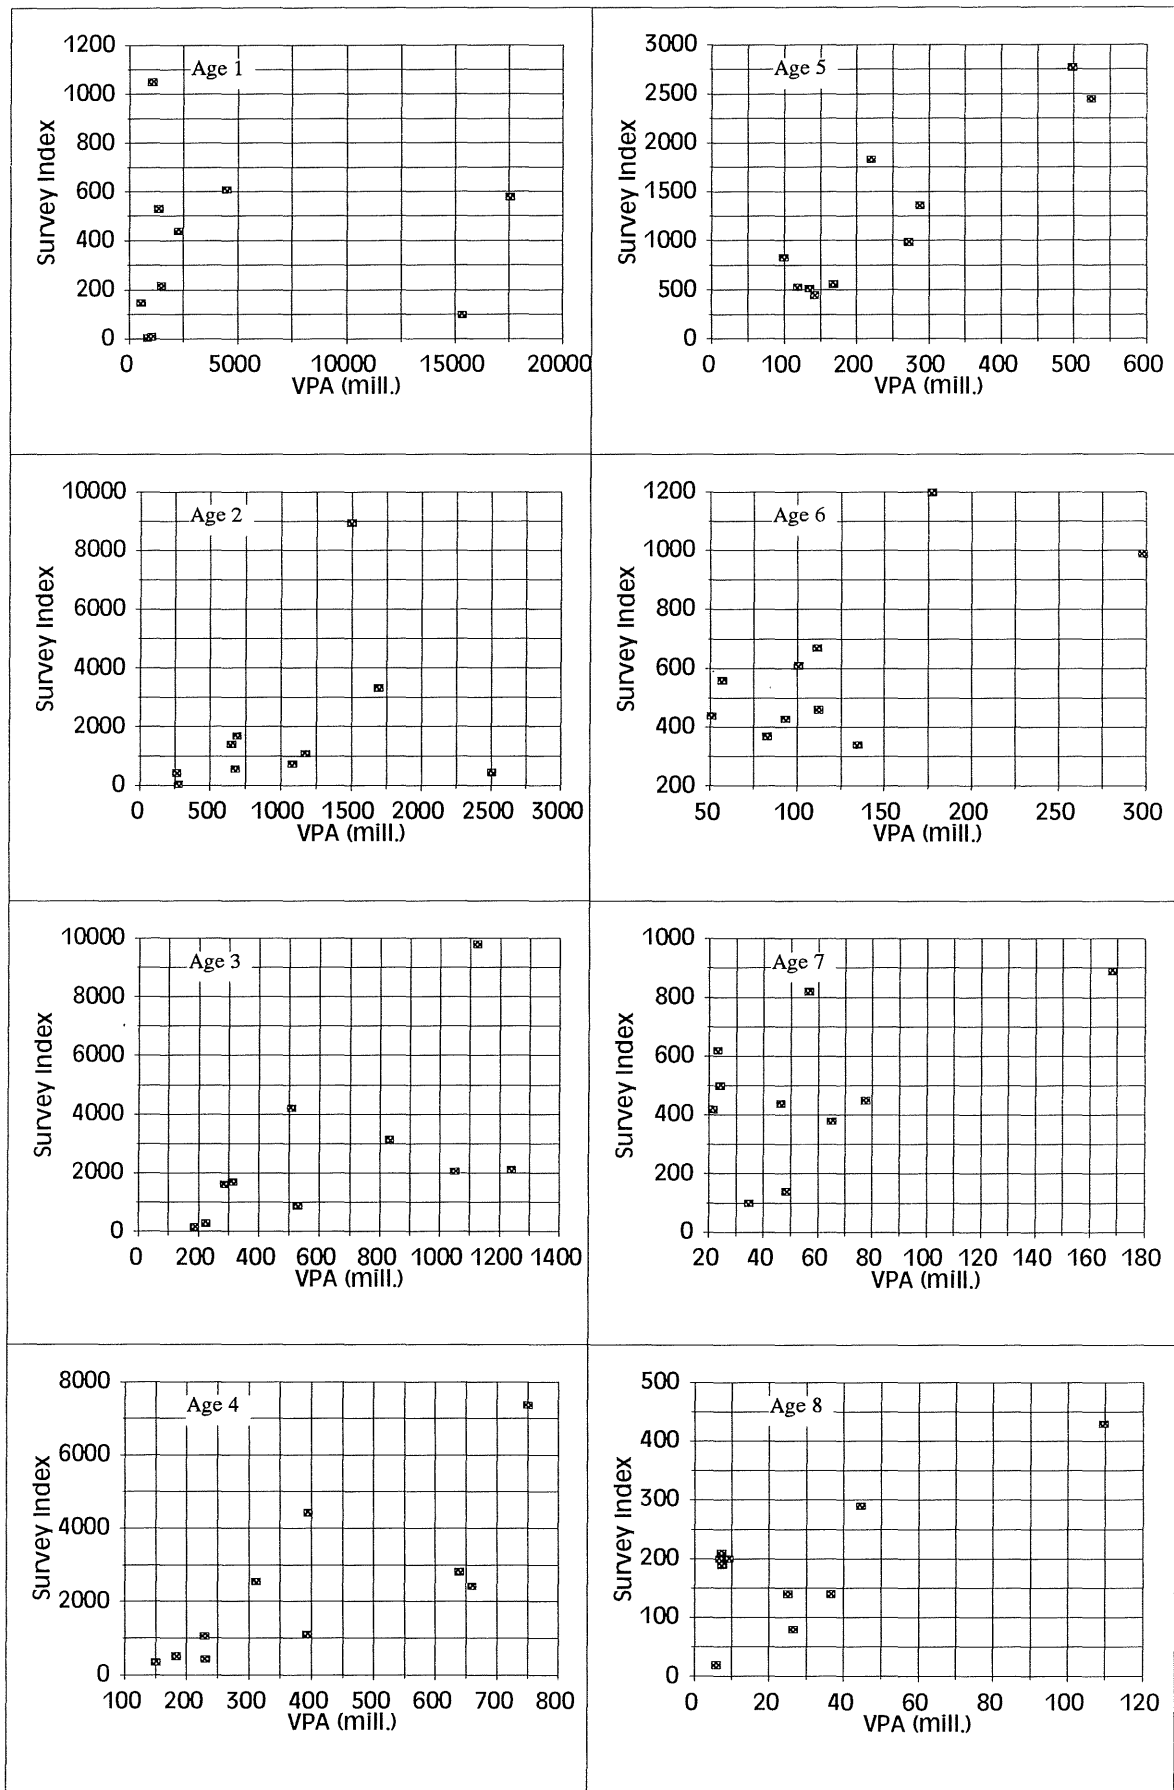 1200
1000
800
600
400
200
0
Survey Index
Age 1
0 5000 10000 15000 20000
VPA (mill.)
3000
2500
2000
1500
1000
500
0
Survey Index
Age 5
0 100 200 300 400 500 600
VPA (mill.)
10000
8000
6000
4000
2000
0
Survey Index
Age 2
0 500 1000 1500 2000 2500 3000
VPA (mill.)
1200
1000
800
600
400
200
Survey Index
Age 6
50 100 150 200 250 300
VPA (mill.)
10000
8000
6000
4000
2000
0
Survey Index
Age 3
0 200 400 600 800 1000 1200 1400
VPA (mill.)
1000
800
600
400
200
0
Survey Index
Age 7
20 40 60 80 100 120 140 160 180
VPA (mill.)
8000
6000
4000
2000
0
Survey Index
Age 4
100 200 300 400 500 600 700 800
VPA (mill.)
500
400
300
200
100
0
Survey Index
Age 8
0 20 40 60 80 100 120
VPA (mill.)